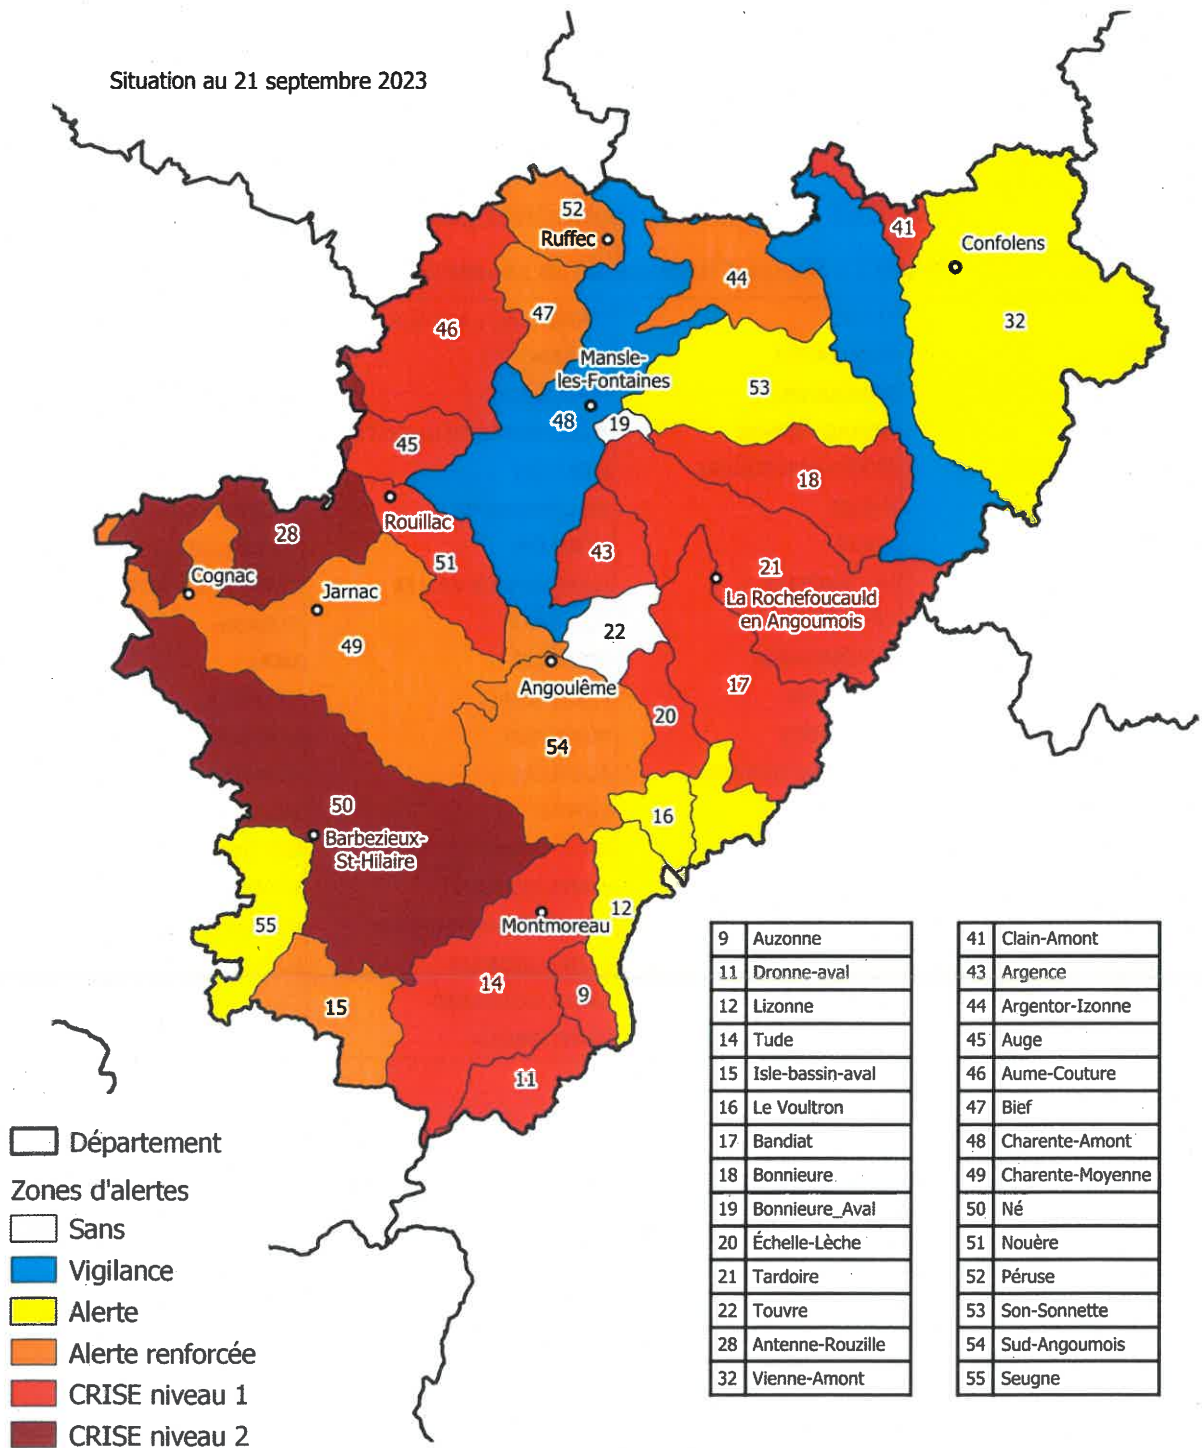 Situation au 21 septembre 2023
52
Ruffec
41
Confolens
44
32
47
46
Mansle-
les-Fontaines
53
48
19
45
18
Rouillac
28
43
51
21
Cognac
Jarnac
La Rochefoucauld
en Angoumois
22
49
Angoulême
17
20
54
50
16
Barbezieux-
St-Hilaire
12
55
Montmoreau
14
9
15
11
9 Auzonne
11 Dronne-aval
12 Lizonne
14 Tude
15 Isle-bassin-aval
16 Le Voultron
17 Bandiat
18 Bonnieure
19 Bonnieure_Aval
20 Échelle-Lèche
21 Tardoire
22 Touvre
28 Antenne-Rouzille
32 Vienne-Amont
41 Clain-Amont
43 Argence
44 Argentor-Izonne
45 Auge
46 Aume-Couture
47 Bief
48 Charente-Amont
49 Charente-Moyenne
50 Né
51 Nouère
52 Péruse
53 Son-Sonnette
54 Sud-Angoumois
55 Seugne
Département
Zones d'alertes
Sans
Vigilance
Alerte
Alerte renforcée
CRISE niveau 1
CRISE niveau 2